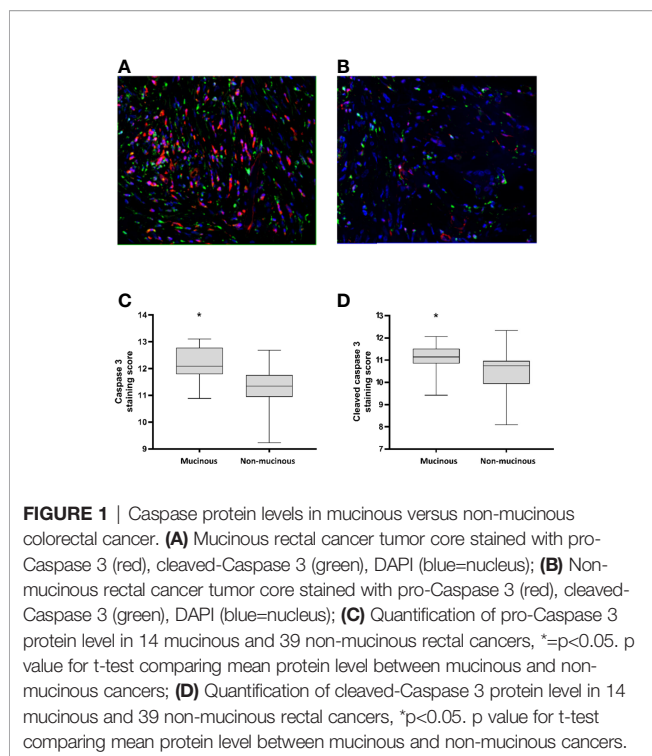 A
B
C
*
Caspase 3
staining score
14
13
12
11
9
Mucinous
Non-mucinous
D
*
Cleaved caspase 3
staining score
13
12
11
10
9
8
7
Mucinous
Non-mucinous
FIGURE 1 | Caspase protein levels in mucinous versus non-mucinous
colorectal cancer. (A) Mucinous rectal cancer tumor core stained with pro-
Caspase 3 (red), cleaved-Caspase 3 (green), DAPI (blue=nucleus); (B) Non-
mucinous rectal cancer tumor core stained with pro-Caspase 3 (red), cleaved-
Caspase 3 (green), DAPI (blue=nucleus); (C) Quantification of pro-Caspase 3
protein level in 14 mucinous and 39 non-mucinous rectal cancers, *=p<0.05. p
value for t-test comparing mean protein level between mucinous and non-
mucinous cancers; (D) Quantification of cleaved-Caspase 3 protein level in 14
mucinous and 39 non-mucinous rectal cancers, *p<0.05. p value for t-test
comparing mean protein level between mucinous and non-mucinous cancers.